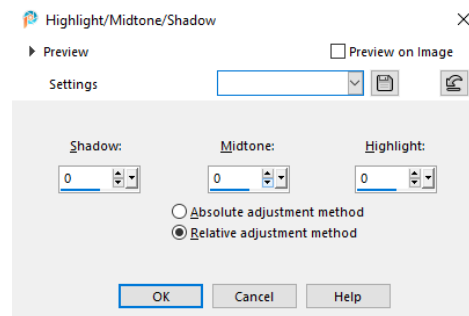 Highlight/Midtone/Shadow
Preview
Preview on Image
Settings
Shadow: Midtone: Highlight:
0 0 0
Absolute adjustment method
Relative adjustment method
OK Cancel Help